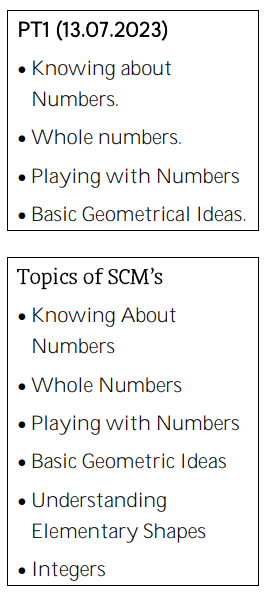 PT1 (13.07.2023)
• Knowing about
Numbers.
• Whole numbers.
• Playing with Numbers
• Basic Geometrical Ideas.
Topics of SCM’s
• Knowing About
Numbers
• Whole Numbers
• Playing with Numbers
• Basic Geometric Ideas
• Understanding
Elementary Shapes
• Integers